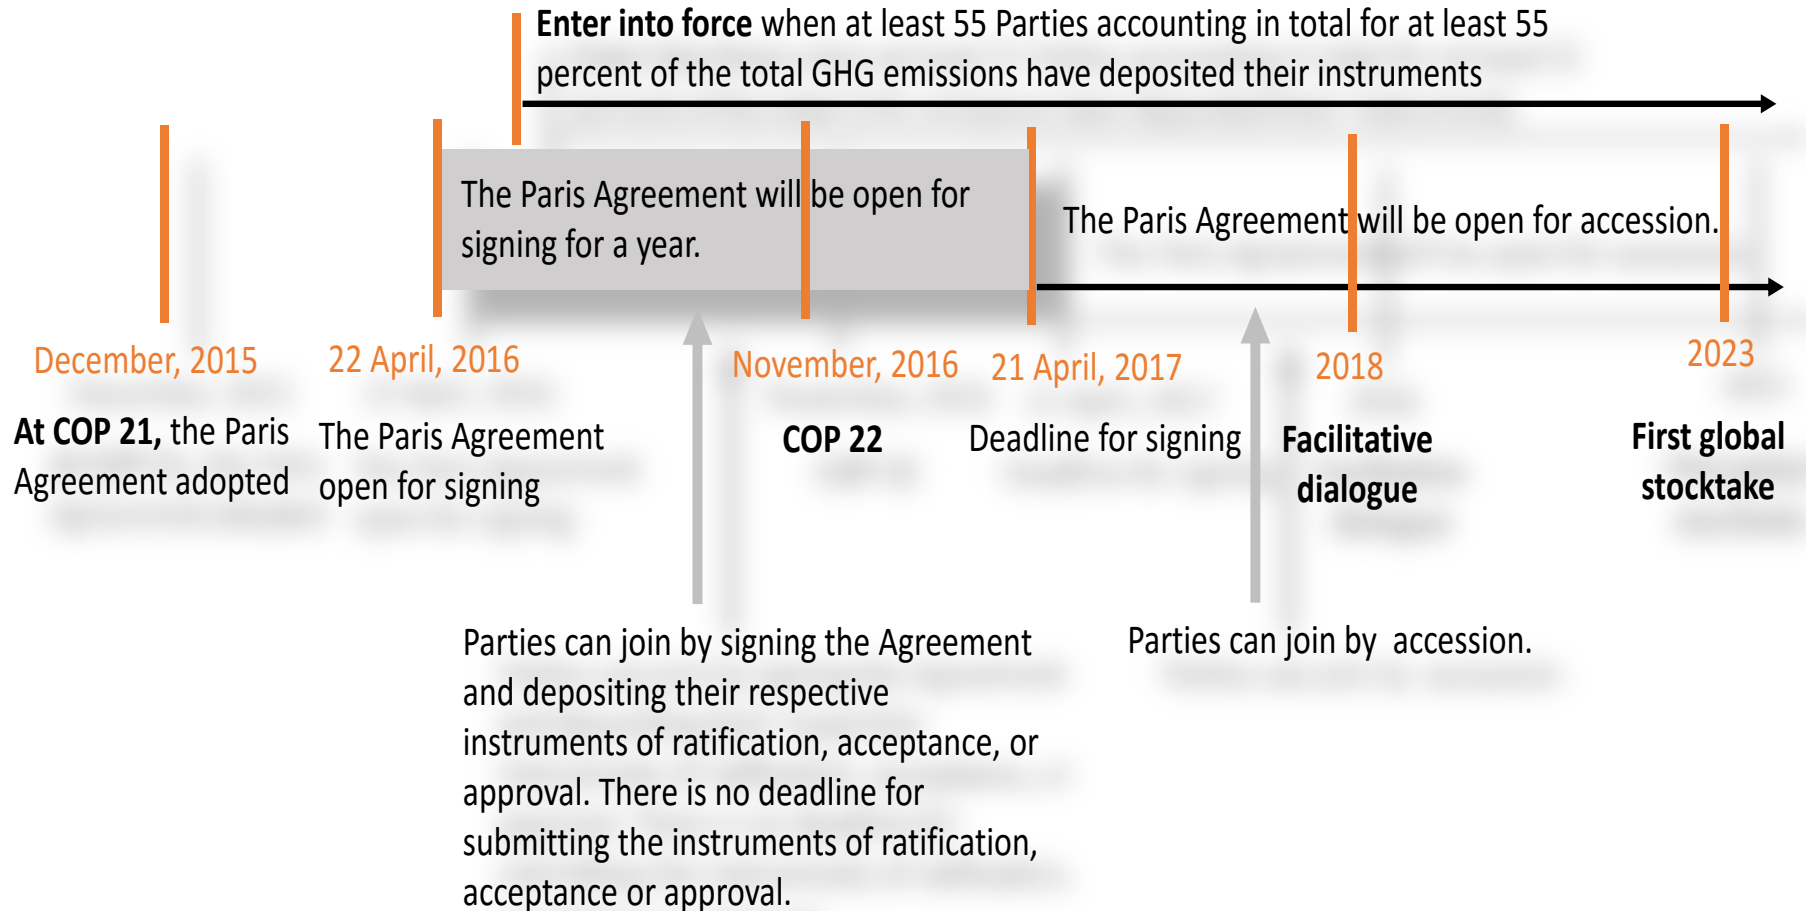 Enter into force when at least 55 Parties accounting in total for at least 55
percent of the total GHG emissions have deposited their instruments
The Paris Agreement will be open for
signing for a year.
The Paris Agreement will be open for accession.
December, 2015
At COP 21, the Paris
Agreement adopted
22 April, 2016
The Paris Agreement
open for signing
November, 2016
COP 22
21 April, 2017
Deadline for signing
2018
Facilitative
dialogue
2023
First global
stocktake
Parties can join by signing the Agreement
and depositing their respective
instruments of ratification, acceptance, or
approval. There is no deadline for
submitting the instruments of ratification,
acceptance or approval.
Parties can join by  accession.